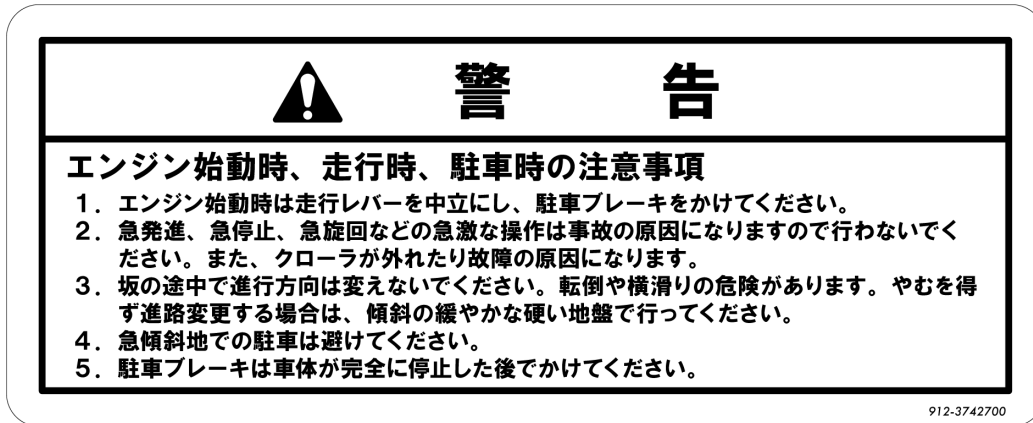 警告
エンジン始動時、走行時、駐車時の注意事項
1. エンジン始動時は走行レバーを中立にし、駐車ブレーキをかけてください。
2. 急発進、急停止、急旋回などの急激な操作は事故の原因になりますので行わないでく
ださい。また、クローラが外れたり故障の原因になります。
3. 坂の途中で進行方向は変えないでください。転倒や横滑りの危険があります。やむを得
ず進路変更する場合は、傾斜の緩やかな硬い地盤で行ってください。
4. 急傾斜地での駐車は避けてください。
5. 駐車ブレーキは車体が完全に停止した後でかけてください。
912-3742700